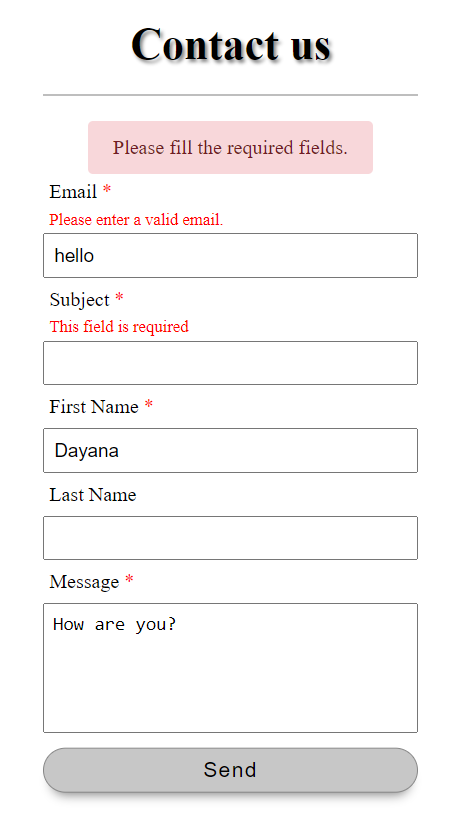 Contact us
Please fill the required fields.
Email *
Please enter a valid email.
hello
Subject *
This field is required
First Name *
Dayana
Last Name
Message *
How are you?
Send